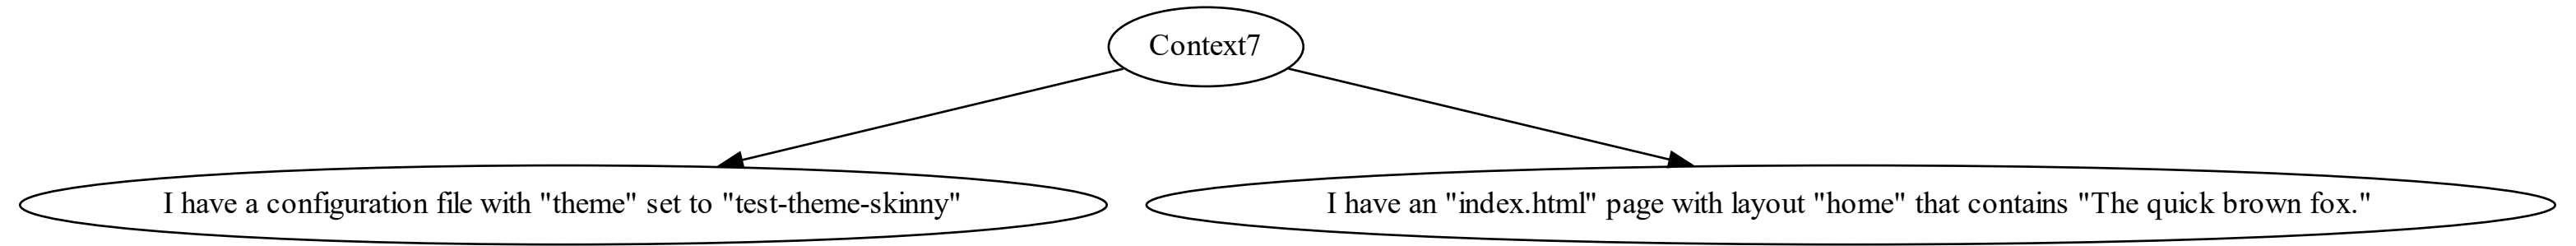 Context7
I have a configuration file with "theme" set to "test-theme-skinny"
I have an "index.html" page with layout "home" that contains "The quick brown fox."